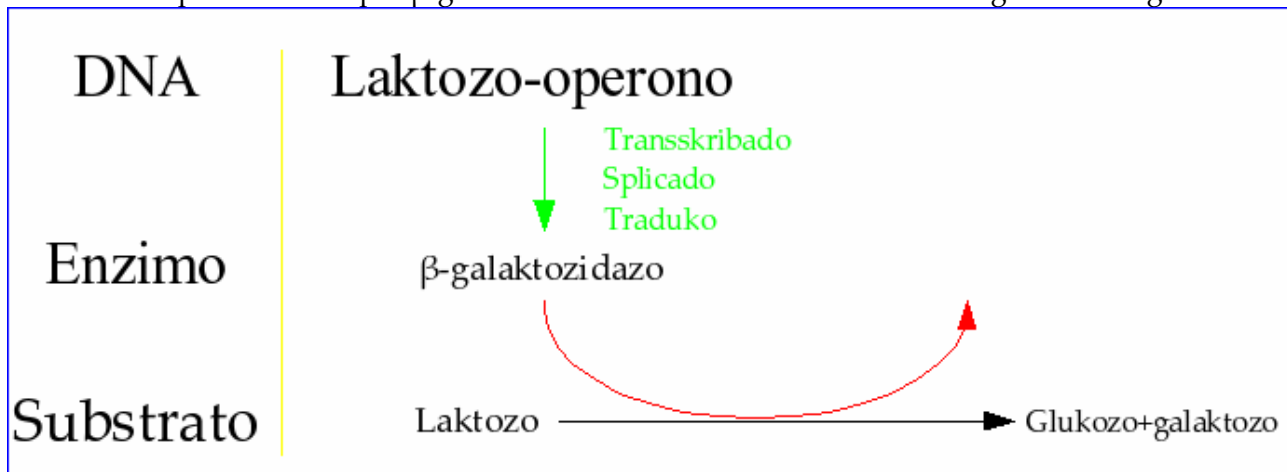 DNA
Laktozo-operono
Transskribado
Splicado
Traduko
Enzimo
β-galaktozidazo
Substrato
Laktozo
Glukozo+galaktozo